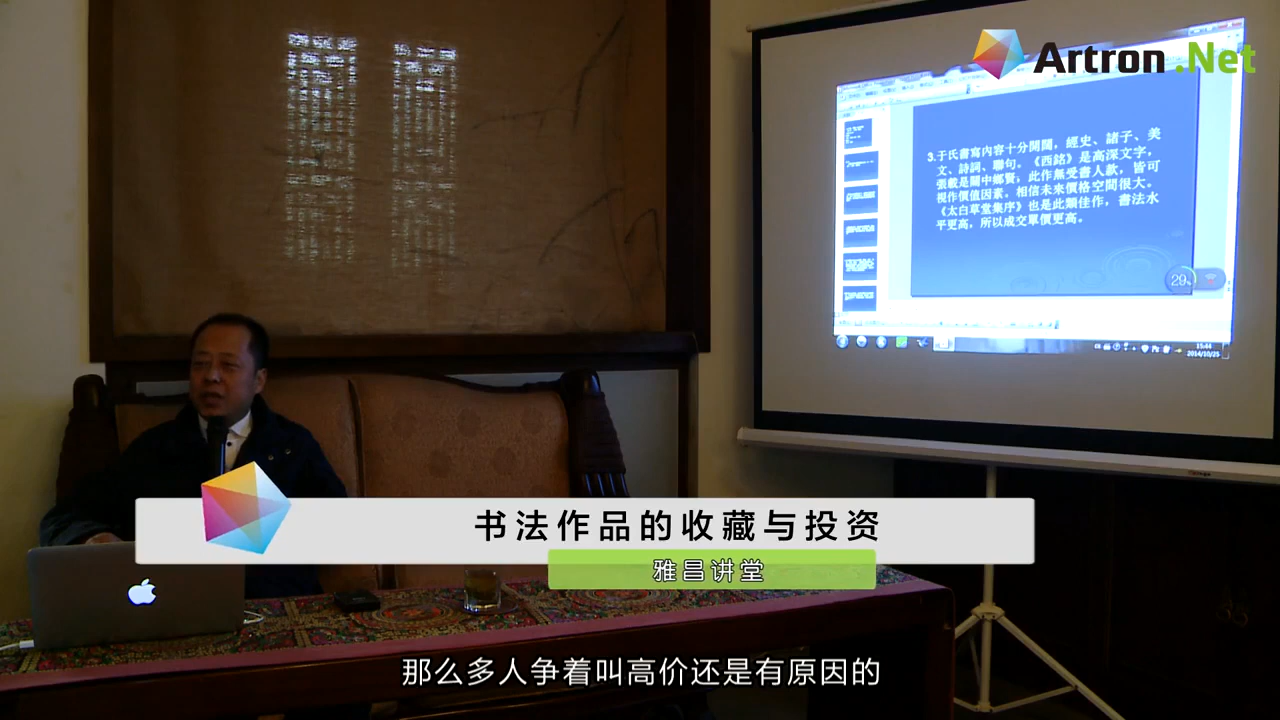 Artron.Net
3.于氏書寫內容十分開闊，經史、諸子、美
文、詩詞、聯句。《西銘》是高深文字，
張載是關中鄉賢；此作無受書人款，皆可
視作價值因素，相信未來價格空間很大。
《太白草堂集序》也是此類佳作，書法水
平更高，所以成交單價更高。
29%
15:44
2014/10/25
书法作品的收藏与投资
雅昌讲堂
那么多人争着叫高价还是有原因的